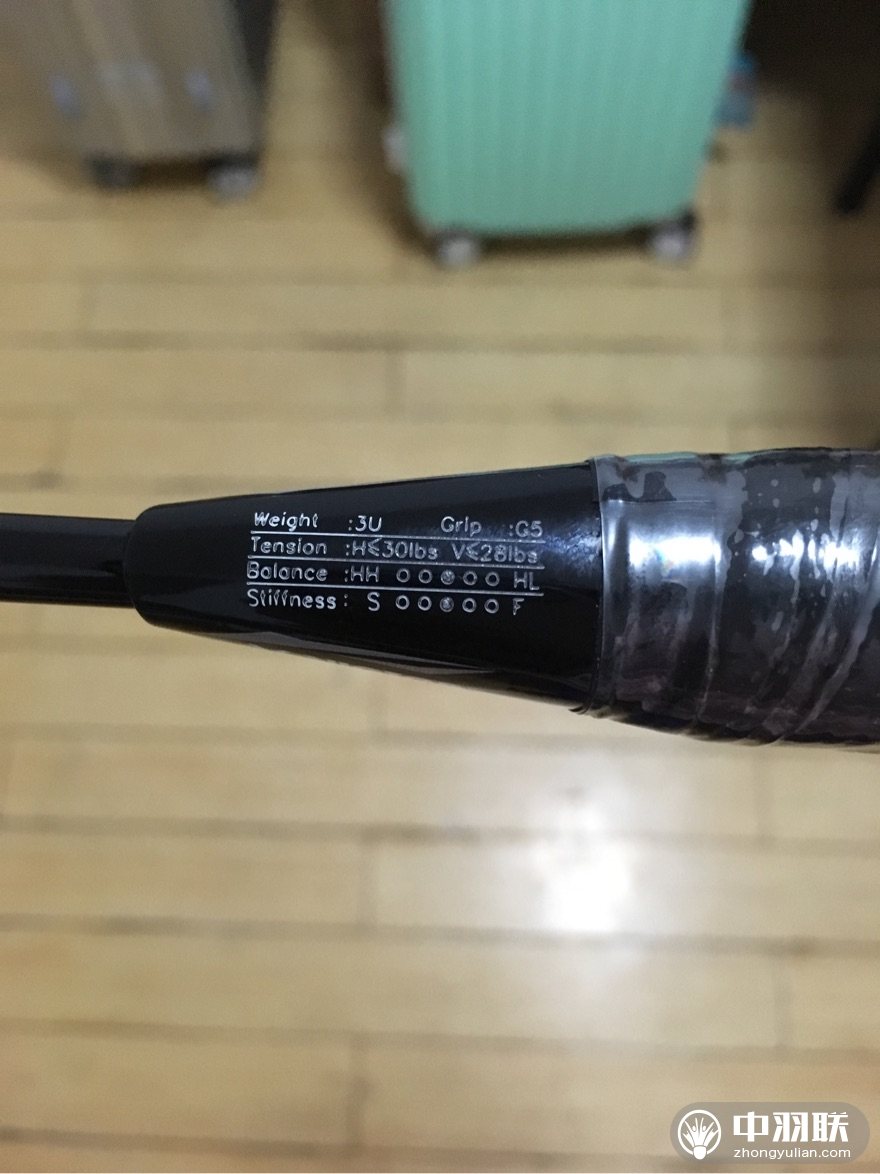 Weight :3U Grip :G5
Tension :H≤30lbs V≤28lbs
Balance :HH ○○●○○ HL
Stiffness: S ○○●○○ F
中羽联
zhongyulian.com